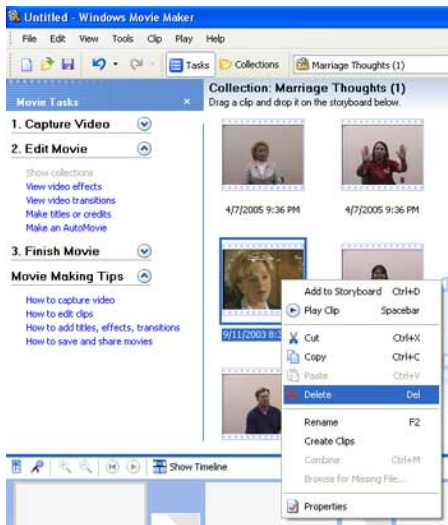 Untitled - Windows Movie Maker
File Edit View Tools Clip Play Help
Tasks Collections Marriage Thoughts (1)
Movie Tasks
1. Capture Video
2. Edit Movie
Show collections
View video effects
View video transitions
Make titles or credits
Make an AutoMovie
3. Finish Movie
Movie Making Tips
How to capture video
How to edit clips
How to add titles, effects, transitions
How to save and share movies
Collection: Marriage Thoughts (1)
Drag a clip and drop it on the storyboard below.
4/7/2005 9:36 PM 4/7/2005 9:36 PM
9/11/2003 8:3
Add to Storyboard Ctrl+D
Play Clip Spacebar
Cut Ctrl+X
Copy Ctrl+C
Paste Ctrl+V
Delete Del
Rename F2
Create Clips
Combine Ctrl+M
Browse for Missing File...
Properties
Show Timeline